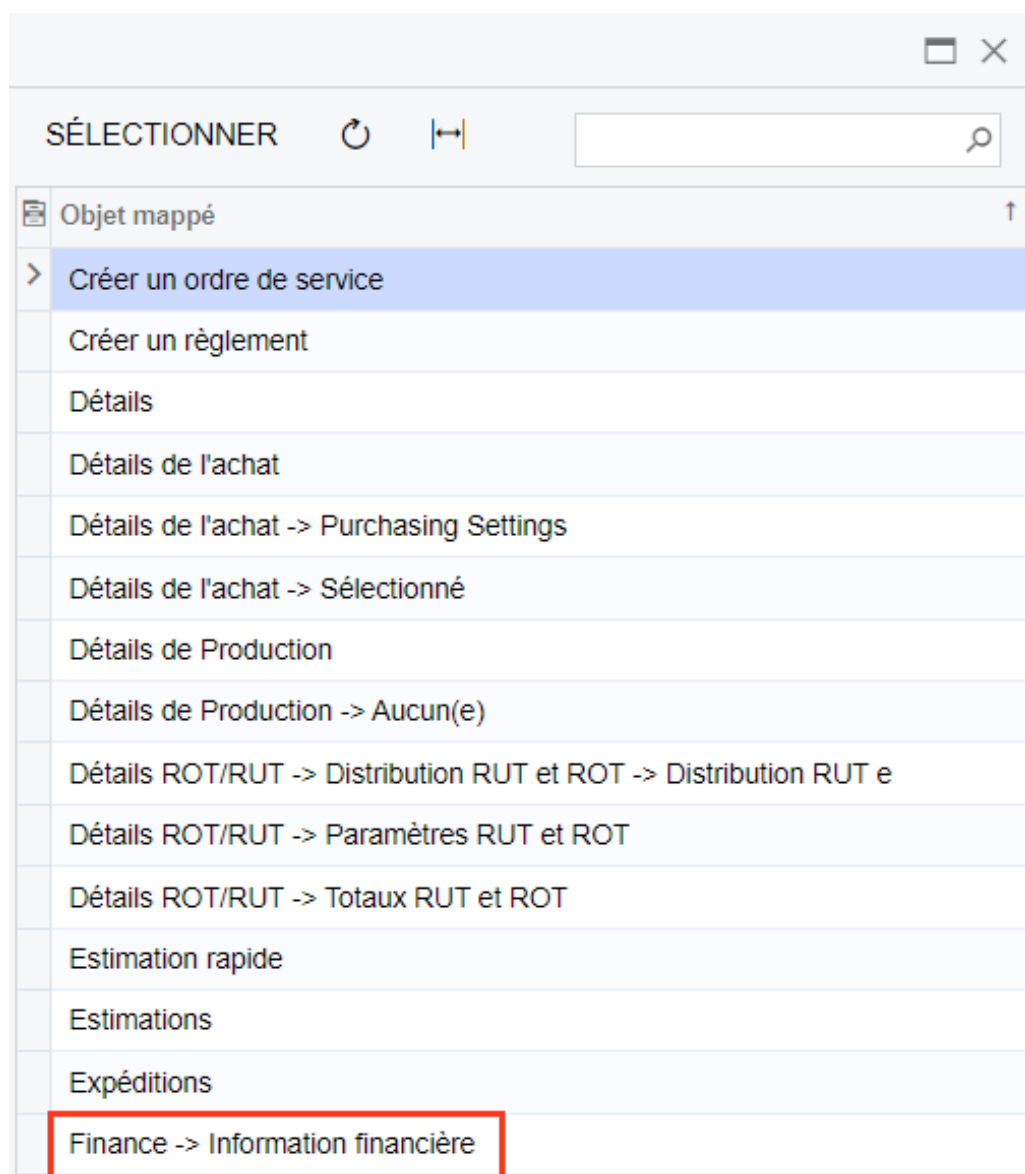 SÉLECTIONNER
Objet mappé
Créer un ordre de service
Créer un règlement
Détails
Détails de l'achat
Détails de l'achat -> Purchasing Settings
Détails de l'achat -> Sélectionné
Détails de Production
Détails de Production -> Aucun(e)
Détails ROT/RUT -> Distribution RUT et ROT -> Distribution RUT e
Détails ROT/RUT -> Paramètres RUT et ROT
Détails ROT/RUT -> Totaux RUT et ROT
Estimation rapide
Estimations
Expéditions
Finance -> Information financière